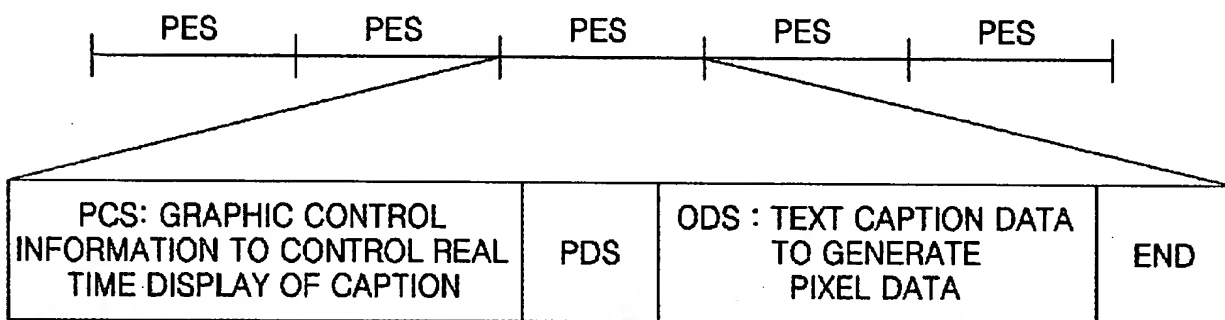 PES PES PES PES PES
PCS: GRAPHIC CONTROL
INFORMATION TO CONTROL REAL
TIME DISPLAY OF CAPTION
PDS
ODS : TEXT CAPTION DATA
TO GENERATE
PIXEL DATA
END